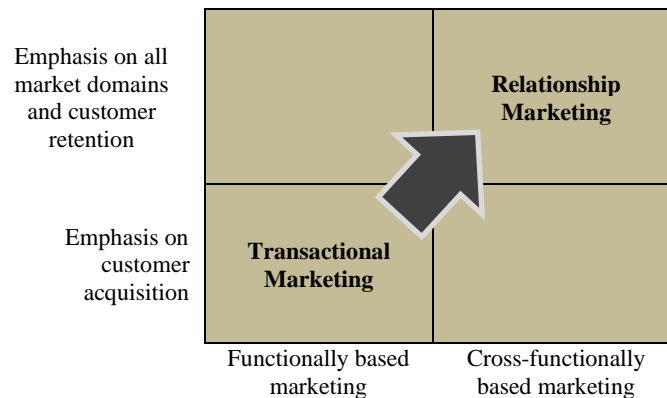 Emphasis on all
market domains
and customer
retention
Relationship
Marketing
Emphasis on
customer
acquisition
Transactional
Marketing
Functionally based
marketing
Cross-functionally
based marketing